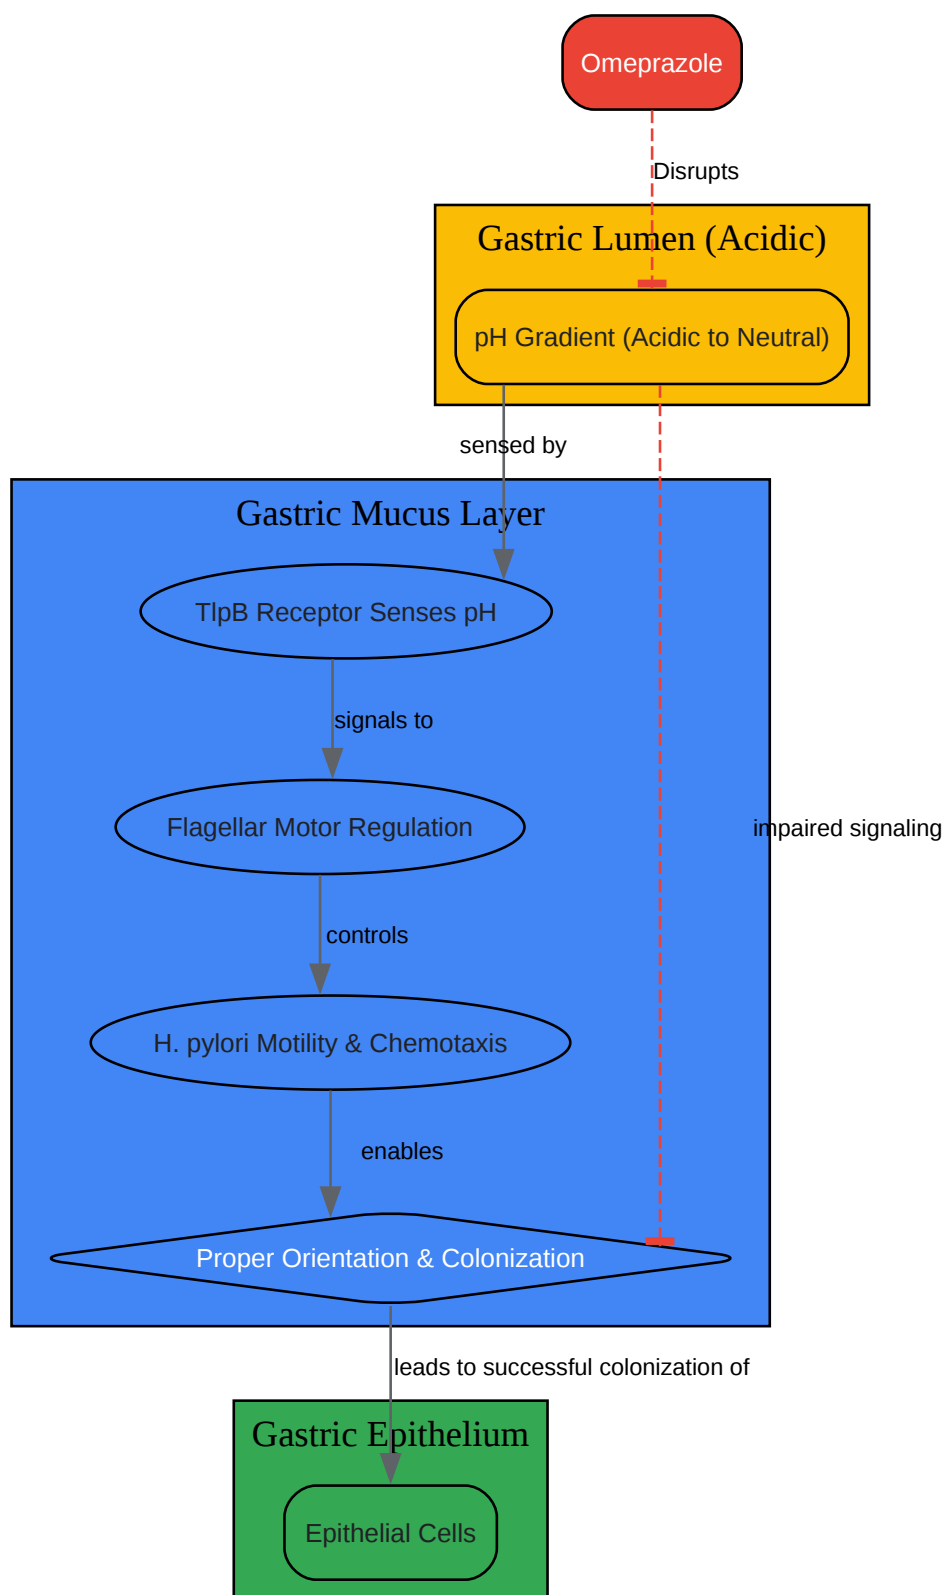 Omeprazole
Disrupts
Gastric Lumen (Acidic)
pH Gradient (Acidic to Neutral)
sensed by
Gastric Mucus Layer
TlpB Receptor Senses pH
signals to
Flagellar Motor Regulation
impaired signaling
controls
H. pylori Motility & Chemotaxis
enables
Proper Orientation & Colonization
leads to successful colonization of
Gastric Epithelium
Epithelial Cells